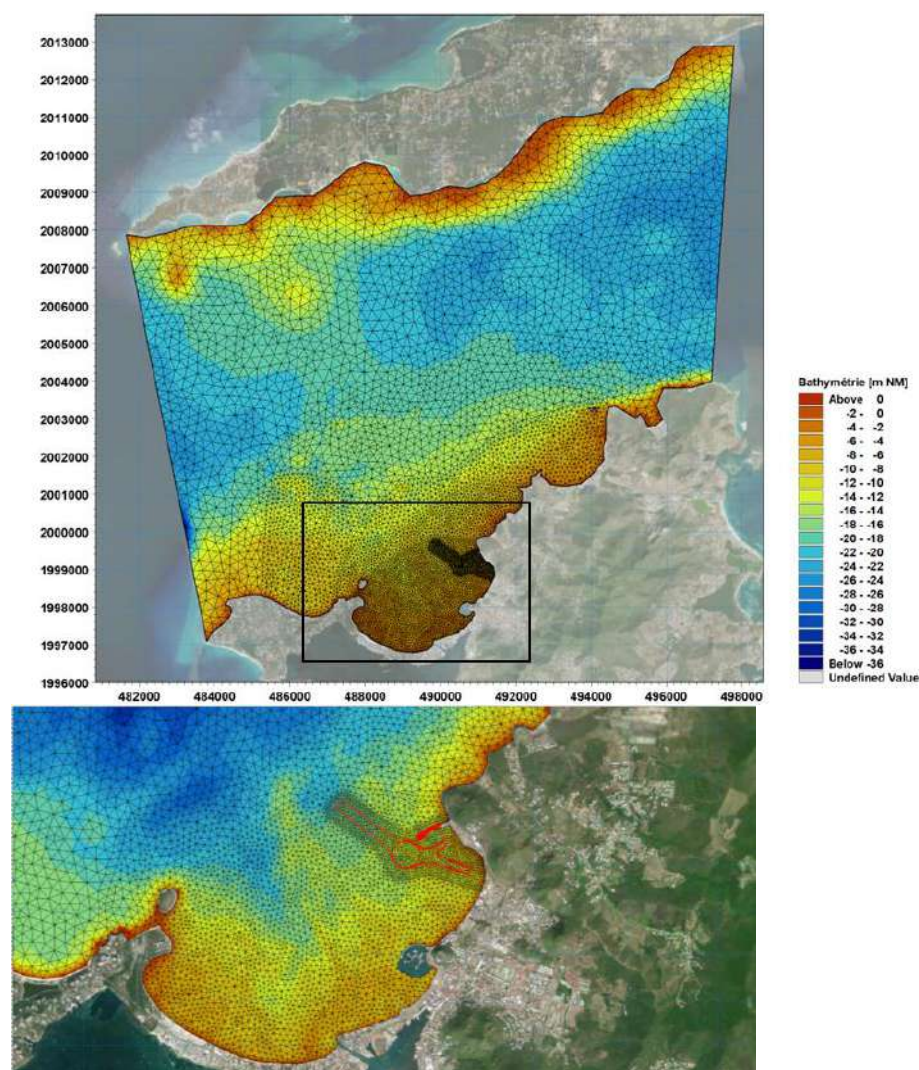 2013000
2012000
2011000
2010000
2009000
2008000
2007000
2006000
2005000
2004000
2003000
2002000
2001000
2000000
1999000
1998000
1997000
1996000
482000 484000 486000 488000 490000 492000 494000 496000 498000
Bathymétrie [m NM]
Above 0
-2 - 0
-4 - -2
-6 - -4
-8 - -6
-10 - -8
-12 - -10
-14 - -12
-16 - -14
-18 - -16
-20 - -18
-22 - -20
-24 - -22
-26 - -24
-28 - -26
-30 - -28
-32 - -30
-34 - -32
-36 - -34
Below -36
Undefined Value